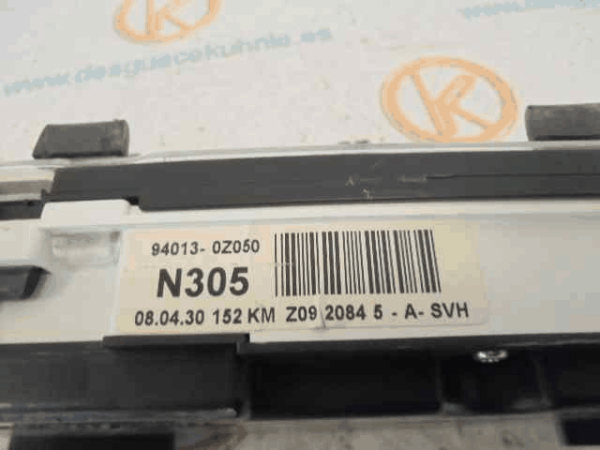 www.desguacekuhnle.es
K
94013- 0Z050
N305
08.04.30 152 KM Z09 2084 5 - A- SVH